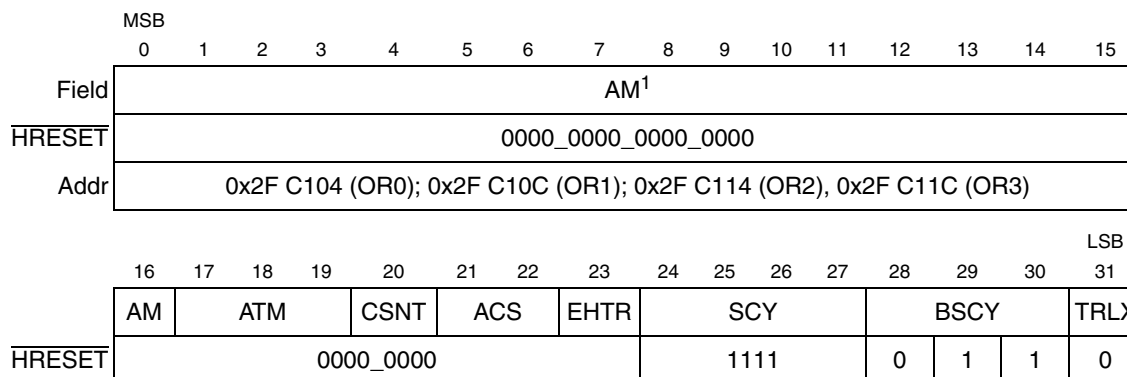 MSB
0 1 2 3 4 5 6 7 8 9 10 11 12 13 14 15
Field AM1
HRESET 0000_0000_0000_0000
Addr 0x2F C104 (OR0); 0x2F C10C (OR1); 0x2F C114 (OR2), 0x2F C11C (OR3)
LSB
16 17 18 19 20 21 22 23 24 25 26 27 28 29 30 31
AM ATM CSNT ACS EHTR SCY BSCY TRLX
HRESET 0000_0000 1111 0 1 1 0